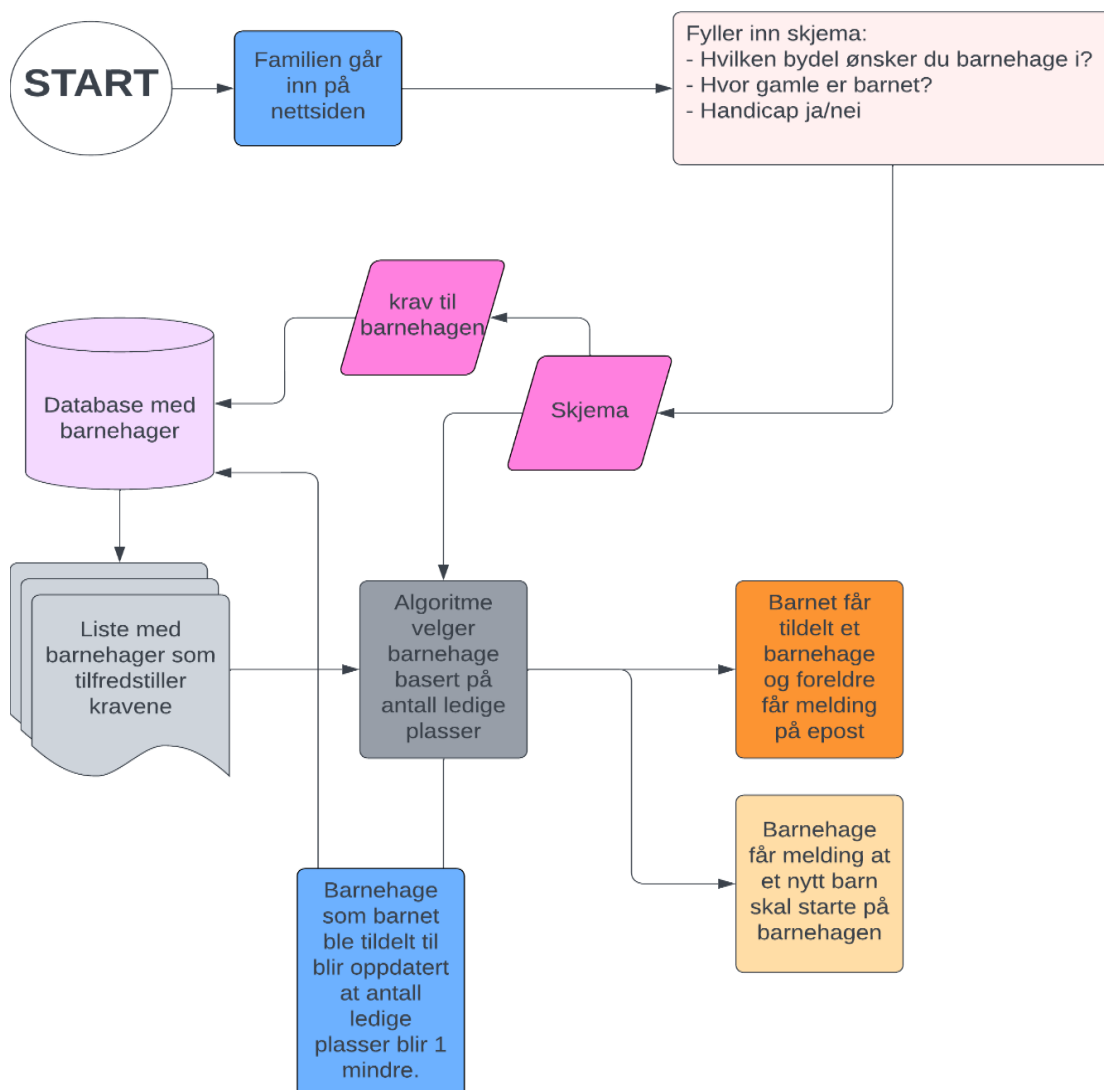 START
Familien går
inn på
nettsiden
Fyller inn skjema:
- Hvilken bydel ønsker du barnehage i?
- Hvor gamle er barnet?
- Handicap ja/nei
krav til
barnehagen
Skjema
Database med
barnehager
Liste med
barnehager som
tilfredstiller
kravene
Algoritme
velger
barnehage
basert på
antall ledige
plasser
Barnet får
tildelt et
barnehage
og foreldre
får melding
på epost
Barnehage
får melding at
et nytt barn
skal starte på
barnehagen
Barnehage
som barnet
ble tildelt til
blir oppdatert
at antall
ledige
plasser blir 1
mindre.